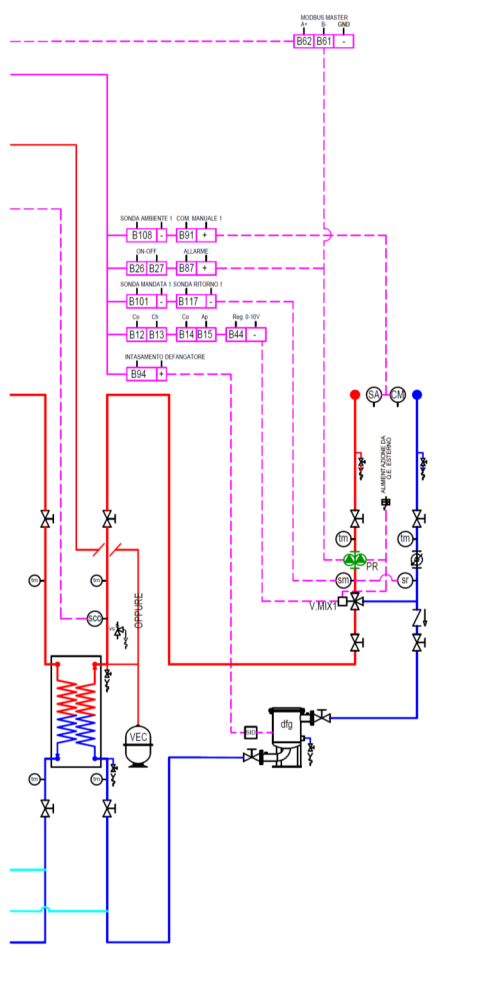 MODBUS MASTER
A+ B- GND
B62 B61 -
SONDA AMBIENTE 1 COM. MANUALE 1
B108 - B91 +
ON-OFF ALLARME
B26 B27 B87 +
SONDA MANDATA 1 SONDA RITORNO 1
B101 - B117 -
Co Ch Co Ap Reg. 0-10V
B12 B13 B14 B15 B44 -
INTASAMENTO DEFANGATORE
B94 +
SA CM
ALIMENTAZIONE DA
Q.E. ESTERNO
tm tm
PR
tm tm sm sr
V.MIX1
OPPURE
scc
VS
dfg
VEC
tm tm